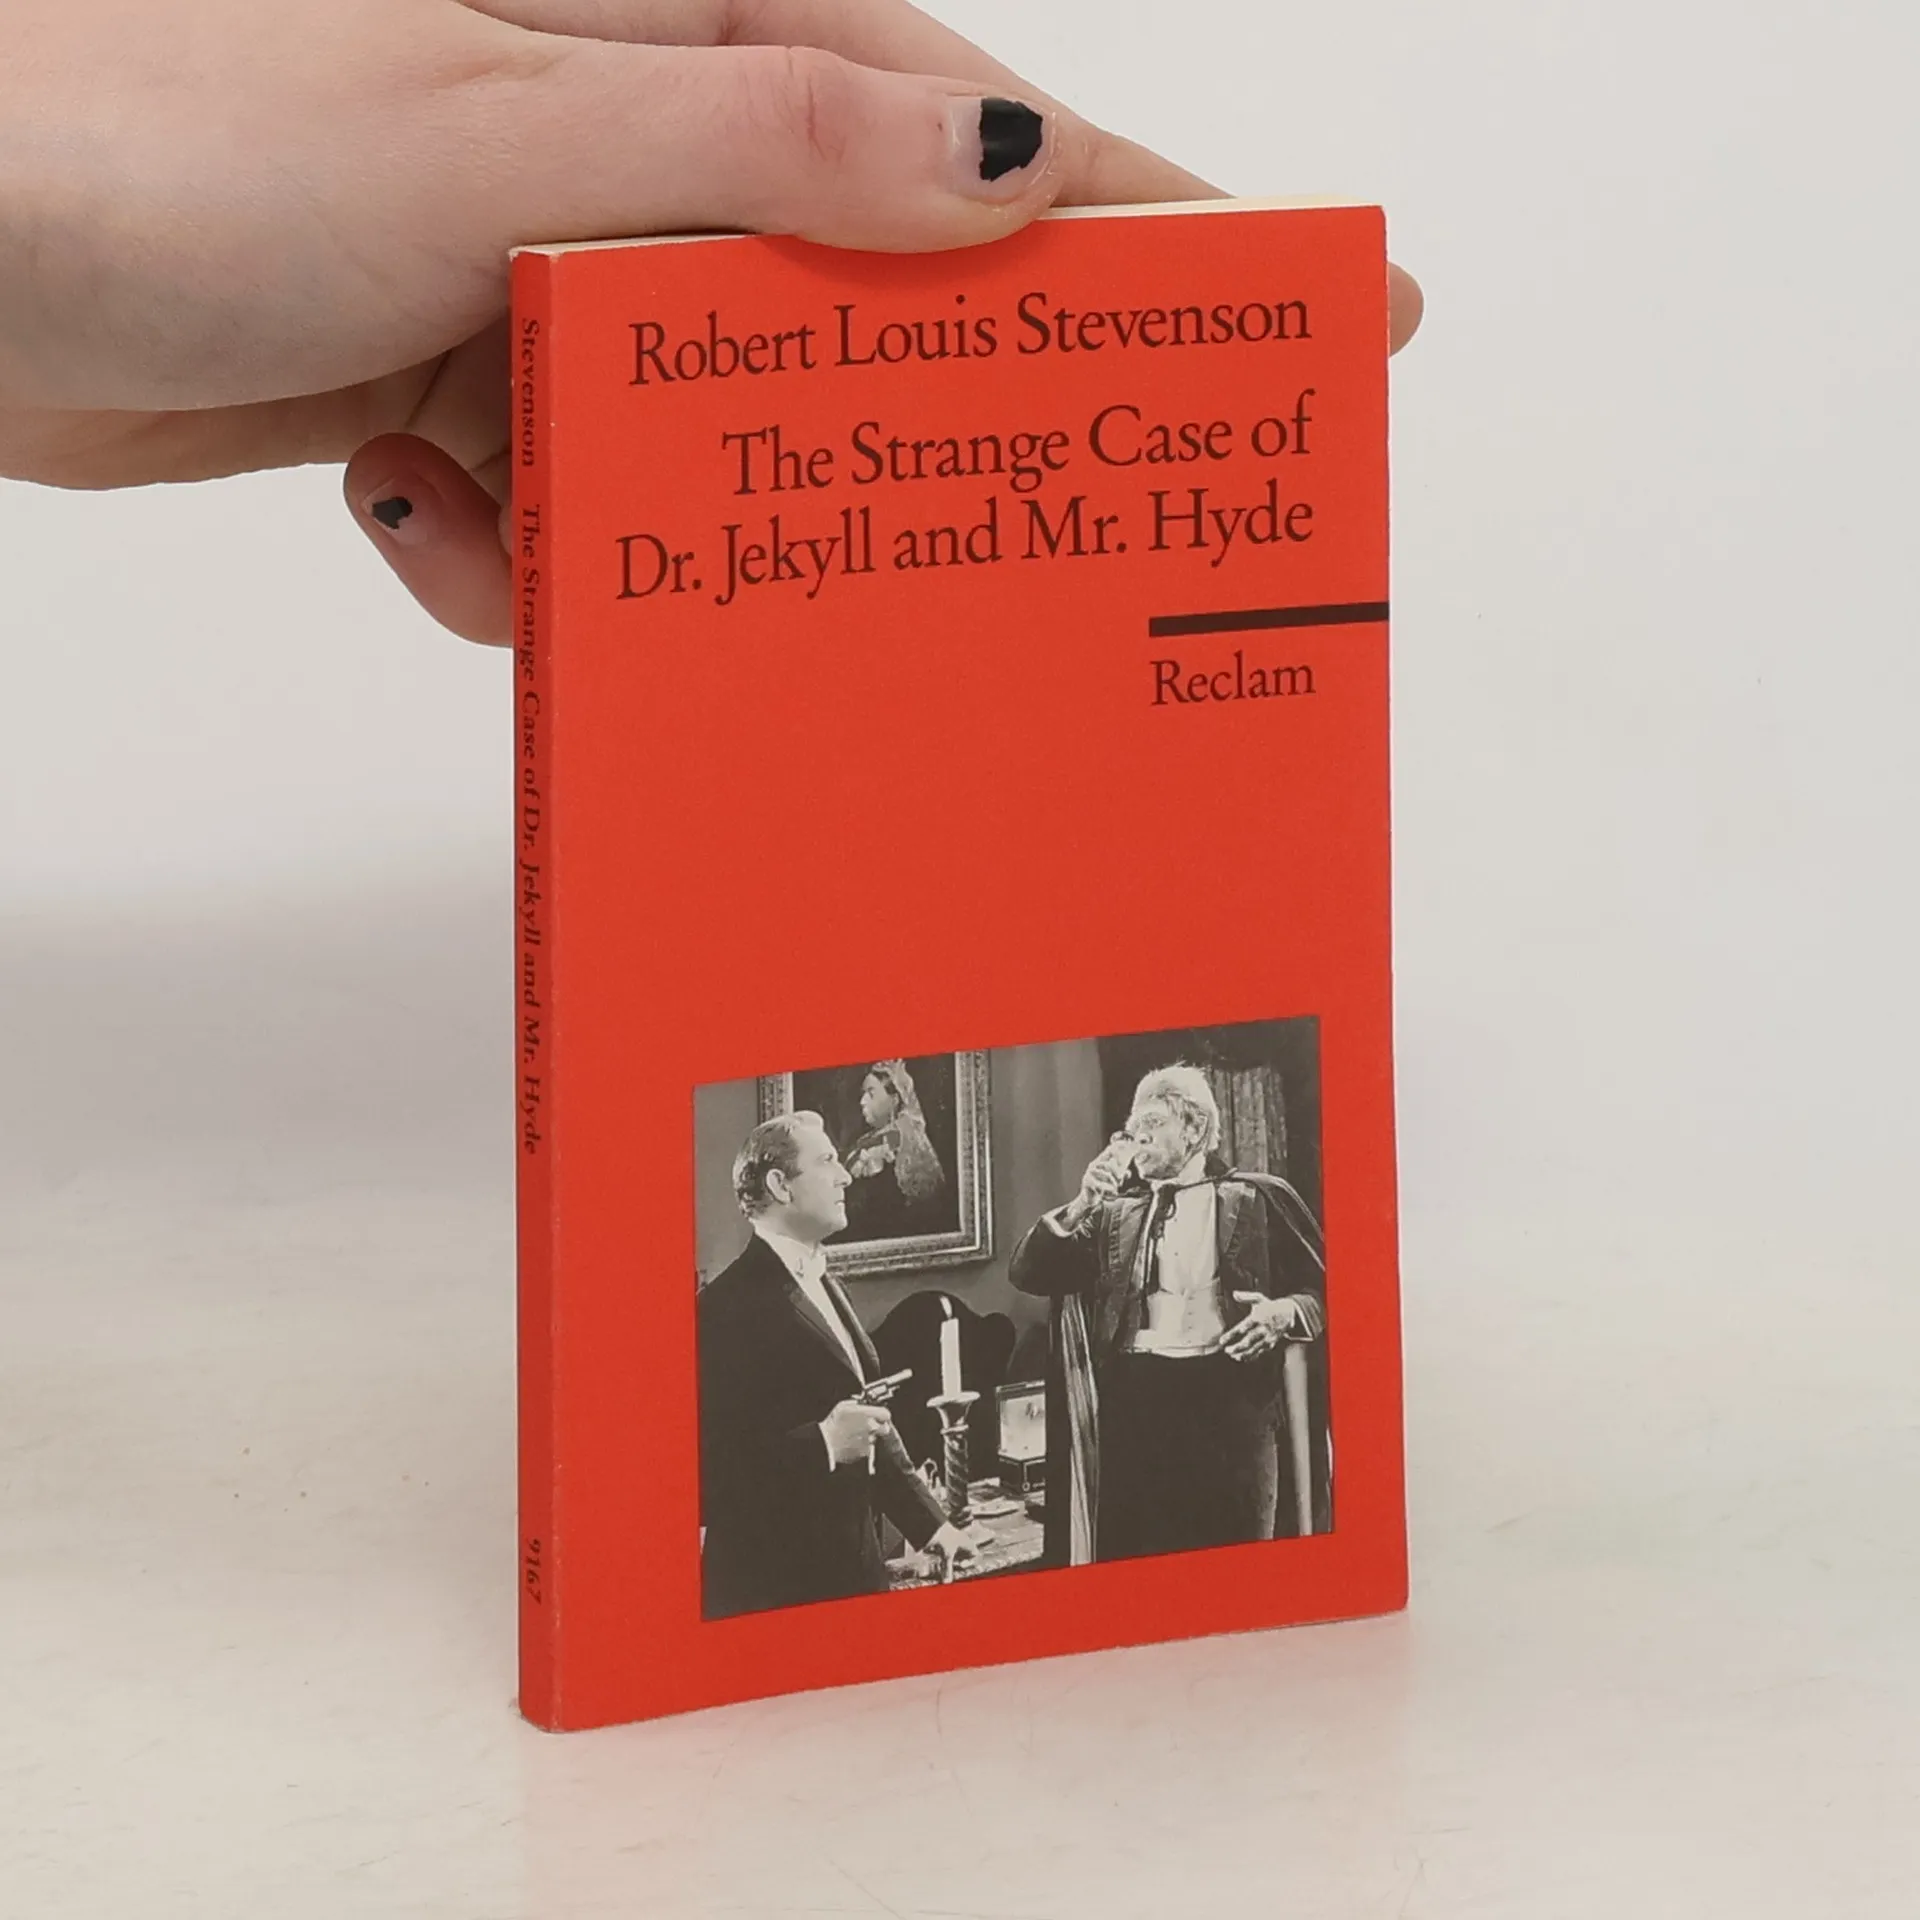 Robert Louis Stevenson
The Strange Case of
Dr. Jekyll and Mr. Hyde
Reclam
Stevenson The Strange Case of Dr. Jekyll and Mr. Hyde 9167